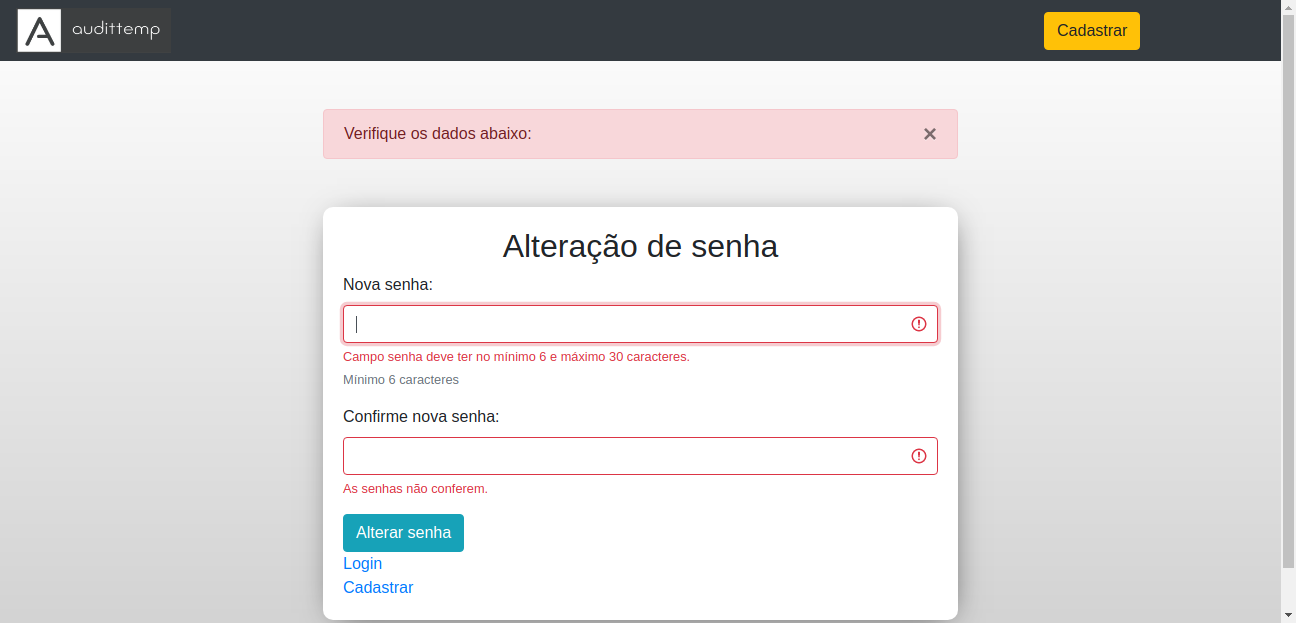 A audittemp
Cadastrar
Verifique os dados abaixo: ×
Alteração de senha
Nova senha:
Campo senha deve ter no mínimo 6 e máximo 30 caracteres.
Mínimo 6 caracteres
Confirme nova senha:
As senhas não conferem.
Alterar senha
Login
Cadastrar